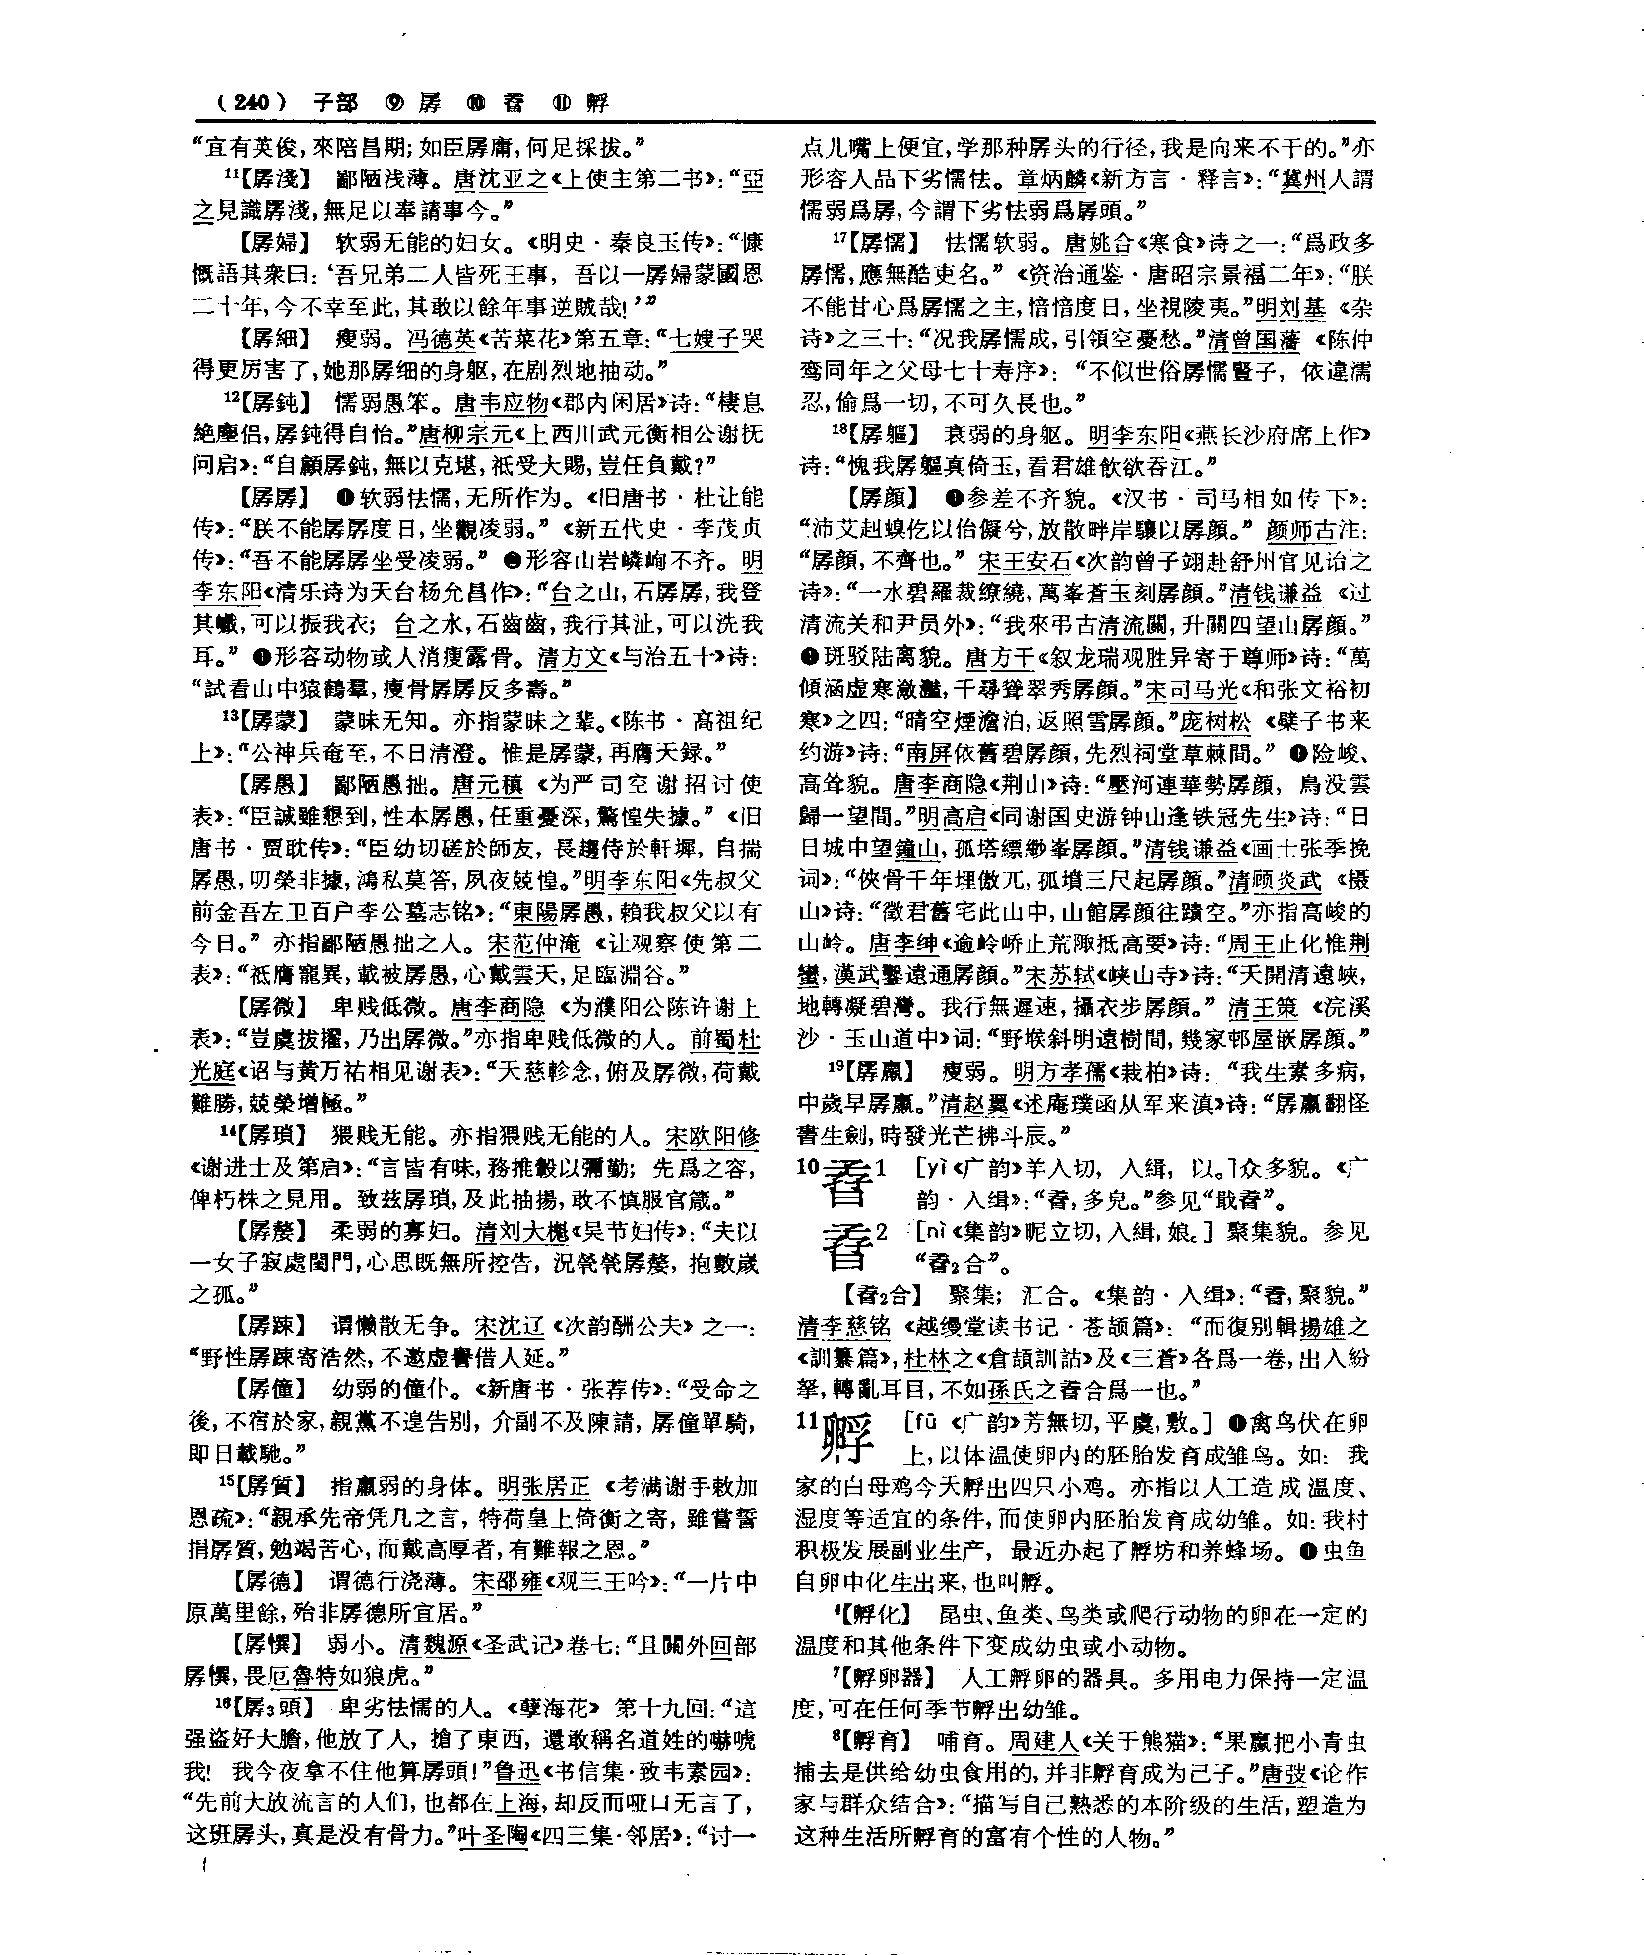 （240） 子部 ⑨ 孱 ⑩ 孴 ⑪ 孵
“宜有英俊，來陪昌期；如臣孱庸，何足採拔。”
11【孱淺】 鄙陋浅薄。唐沈亚之《上使主第二书》：“亞
之見識孱淺，無足以奉請事今。”
【孱婦】 软弱无能的妇女。《明史·秦良玉传》：“慷
慨語其衆曰：‘吾兄弟二人皆死王事，吾以一孱婦蒙國恩
二十年，今不幸至此，其敢以餘年事逆賊哉！’”
【孱細】 瘦弱。冯德英《苦菜花》第五章：“七嫂子哭
得更厉害了，她那孱细的身躯，在剧烈地抽动。”
12【孱鈍】 懦弱愚笨。唐韦应物《郡内闲居》诗：“棲息
絶塵侣，孱鈍得自怡。”唐柳宗元《上西川武元衡相公谢抚
问启》：“自顧孱鈍，無以克堪，祗受大賜，豈任負戴？”
【孱孱】 ❶软弱怯懦，无所作为。《旧唐书·杜让能
传》：“朕不能孱孱度日，坐觀凌弱。”《新五代史·李茂贞
传》：“吾不能孱孱坐受凌弱。” ❷形容山岩嶙峋不齐。明
李东阳《清乐诗为天台杨允昌作》：“台之山，石孱孱，我登
其巘，可以振我衣；台之水，石齒齒，我行其沚，可以洗我
耳。” ❸形容动物或人消瘦露骨。清方文《与治五十》诗：
“試看山中猿鶴羣，瘦骨孱孱反多壽。”
13【孱蒙】 蒙昧无知。亦指蒙昧之辈。《陈书·高祖纪
上》：“公神兵奄至，不日清澄。惟是孱蒙，再膺天録。”
【孱愚】 鄙陋愚拙。唐元稹《为严司空谢招讨使
表》：“臣誠雖懇到，性本孱愚，任重憂深，驚惶失據。”《旧
唐书·贾耽传》：“臣幼切磋於師友，長趨侍於軒墀，自揣
孱愚，叨榮非據，鴻私莫答，夙夜兢惶。”明李东阳《先叔父
前金吾左卫百户李公墓志铭》：“東陽孱愚，賴我叔父以有
今日。”亦指鄙陋愚拙之人。宋范仲淹《让观察使第二
表》：“祗膺寵異，載被孱愚，心戴雲天，足臨淵谷。”
【孱微】 卑贱低微。唐李商隐《为濮阳公陈许谢上
表》：“豈虞拔擢，乃出孱微。”亦指卑贱低微的人。前蜀杜
光庭《诏与黄万祐相见谢表》：“天慈軫念，俯及孱微，荷戴
難勝，兢榮增極。”
14【孱瑣】 猥贱无能。亦指猥贱无能的人。宋欧阳修
《谢进士及第启》：“言皆有味，務推轂以彌勤；先爲之容，
俾朽株之見用。致兹孱瑣，及此抽揚，敢不慎服官箴。”
【孱嫠】 柔弱的寡妇。清刘大櫆《吴节妇传》：“夫以
一女子寂處閨門，心思既無所控告，況煢煢孱嫠，抱數歲
之孤。”
【孱踈】 谓懒散无争。宋沈辽《次韵酬公夫》之一：
“野性孱踈寄浩然，不邀虚譽借人延。”
【孱僮】 幼弱的僮仆。《新唐书·张荐传》：“受命之
後，不宿於家，親黨不遑告别，介副不及陳請，孱僮單騎，
即日載馳。”
15【孱質】 指羸弱的身体。明张居正《考满谢手敕加
恩疏》：“親承先帝凭几之言，特荷皇上倚衡之寄，雖嘗誓
捐孱質，勉竭苦心，而戴高厚者，有難報之恩。”
【孱德】 谓德行浇薄。宋邵雍《观三王吟》：“一片中
原萬里餘，殆非孱德所宜居。”
【孱㦃】 弱小。清魏源《圣武记》卷七：“且關外回部
孱㦃，畏厄魯特如狼虎。”
16【孱3頭】 卑劣怯懦的人。《孽海花》第十九回：“這
强盗好大膽，他放了人，搶了東西，還敢稱名道姓的嚇唬
我！我今夜拿不住他算孱頭！”鲁迅《书信集·致韦素园》：
“先前大放流言的人们，也都在上海，却反而哑口无言了，
这班孱头，真是没有骨力。”叶圣陶《四三集·邻居》：“讨一
点儿嘴上便宜，学那种孱头的行径，我是向来不干的。”亦
形容人品下劣懦怯。章炳麟《新方言·释言》：“冀州人謂
懦弱爲孱，今謂下劣怯弱爲孱頭。”
17【孱懦】 怯懦软弱。唐姚合《寒食》诗之一：“爲政多
孱懦，應無酷吏名。”《资治通鉴·唐昭宗景福二年》：“朕
不能甘心爲孱懦之主，愔愔度日，坐視陵夷。”明刘基《杂
诗》之三十：“况我孱懦成，引領空憂愁。”清曾国藩《陈仲
鸾同年之父母七十寿序》：“不似世俗孱懦豎子，依違濡
忍，偷爲一切，不可久長也。”
18【孱軀】 衰弱的身躯。明李东阳《燕长沙府席上作》
诗：“愧我孱軀真倚玉，看君雄飲欲吞江。”
【孱顔】 ❶参差不齐貌。《汉书·司马相如传下》：
“沛艾赳螑仡以佁儗兮，放散畔岸驤以孱顔。”颜师古注：
“孱顔，不齊也。”宋王安石《次韵曾子翊赴舒州官见诒之
诗》：“一水碧羅裁缭繞，萬峯蒼玉刻孱顔。”清钱谦益《过
清流关和尹员外》：“我來弔古清流關，升關四望山孱顔。”
❷斑驳陆离貌。唐方干《叙龙瑞观胜异寄于尊师》诗：“萬
傾涵虚寒瀲灩，千尋聳翠秀孱顔。”宋司马光《和张文裕初
寒》之四：“晴空煙澹泊，返照雪孱顔。”庞树松《檗子书来
约游》诗：“南屏依舊碧孱顔，先烈祠堂草棘間。” ❸险峻、
高耸貌。唐李商隐《荆山》诗：“壓河連華勢孱顔，鳥没雲
歸一望間。”明高启《同谢国史游钟山逢铁冠先生》诗：“日
日城中望鐘山，孤塔縹緲峯孱顔。”清钱谦益《画士张季挽
词》：“俠骨千年埋傲兀，孤墳三尺起孱顔。”清顾炎武《摄
山》诗：“徵君舊宅此山中，山館孱顔往蹟空。”亦指高峻的
山岭。唐李绅《逾岭峤止荒陬抵高要》诗：“周王止化惟荆
蠻，漢武鑿遠通孱顔。”宋苏轼《峡山寺》诗：“天開清遠峽，
地轉凝碧灣。我行無遲速，攝衣步孱顔。”清王策《浣溪
沙·玉山道中》词：“野堠斜明遠樹間，幾家邨屋嵌孱顔。”
19【孱羸】 瘦弱。明方孝孺《栽柏》诗：“我生素多病，
中歲早孱羸。”清赵翼《述庵璞函从军来滇》诗：“孱羸翻怪
書生劍，時發光芒拂斗辰。”
10孴1 [yì《广韵》羊入切，入缉，以。]众多貌。《广
韵·入缉》：“孴，多皃。”参见“戢孴”。
孴2 [nì《集韵》昵立切，入缉，娘。] 聚集貌。参见
“孴2合”。
【孴2合】 聚集；汇合。《集韵·入缉》：“孴，聚貌。”
清李慈铭《越缦堂读书记·苍颉篇》：“而復别輯揚雄之
《訓纂篇》，杜林之《倉頡訓詁》及《三蒼》各爲一卷，出入紛
拏，轉亂耳目，不如孫氏之孴合爲一也。”
11孵 [fū《广韵》芳無切，平虞，敷。] ❶禽鸟伏在卵
上，以体温使卵内的胚胎发育成雏鸟。如：我
家的白母鸡今天孵出四只小鸡。亦指以人工造成温度、
湿度等适宜的条件，而使卵内胚胎发育成幼雏。如：我村
积极发展副业生产，最近办起了孵坊和养蜂场。❷虫鱼
自卵中化生出来，也叫孵。
4【孵化】 昆虫、鱼类、鸟类或爬行动物的卵在一定的
温度和其他条件下变成幼虫或小动物。
7【孵卵器】 人工孵卵的器具。多用电力保持一定温
度，可在任何季节孵出幼雏。
8【孵育】 哺育。周建人《关于熊猫》：“果蠃把小青虫
捕去是供给幼虫食用的，并非孵育成为己子。”唐弢《论作
家与群众结合》：“描写自己熟悉的本阶级的生活，塑造为
这种生活所孵育的富有个性的人物。”